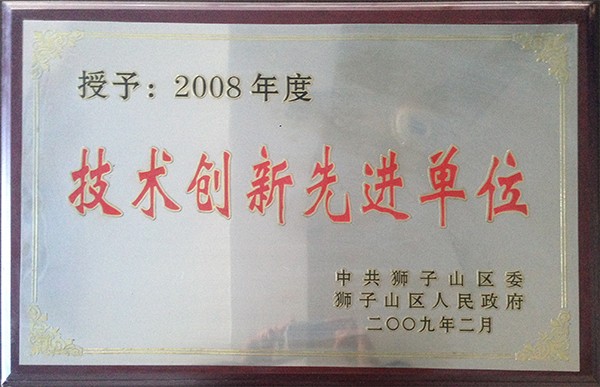 授予：2008年度
技术创新先进单位
中共狮子山区委
狮子山区人民政府
二〇〇九年二月